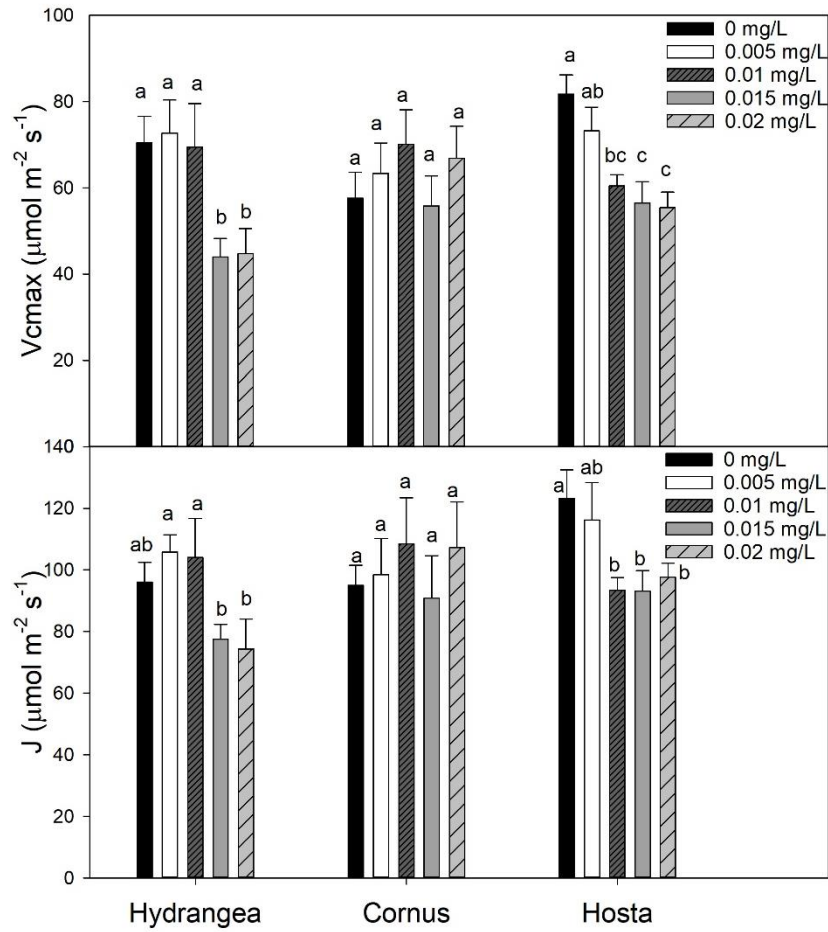 100
80
60
40
20
Vcmax (μmol m⁻² s⁻¹)
0 mg/L
0.005 mg/L
0.01 mg/L
0.015 mg/L
0.02 mg/L
a a a b b
a a a a a
a ab bc c c
140
120
100
80
60
40
20
0
J (μmol m⁻² s⁻¹)
0 mg/L
0.005 mg/L
0.01 mg/L
0.015 mg/L
0.02 mg/L
ab a a b b
a a a a a
a ab b b b
Hydrangea Cornus Hosta